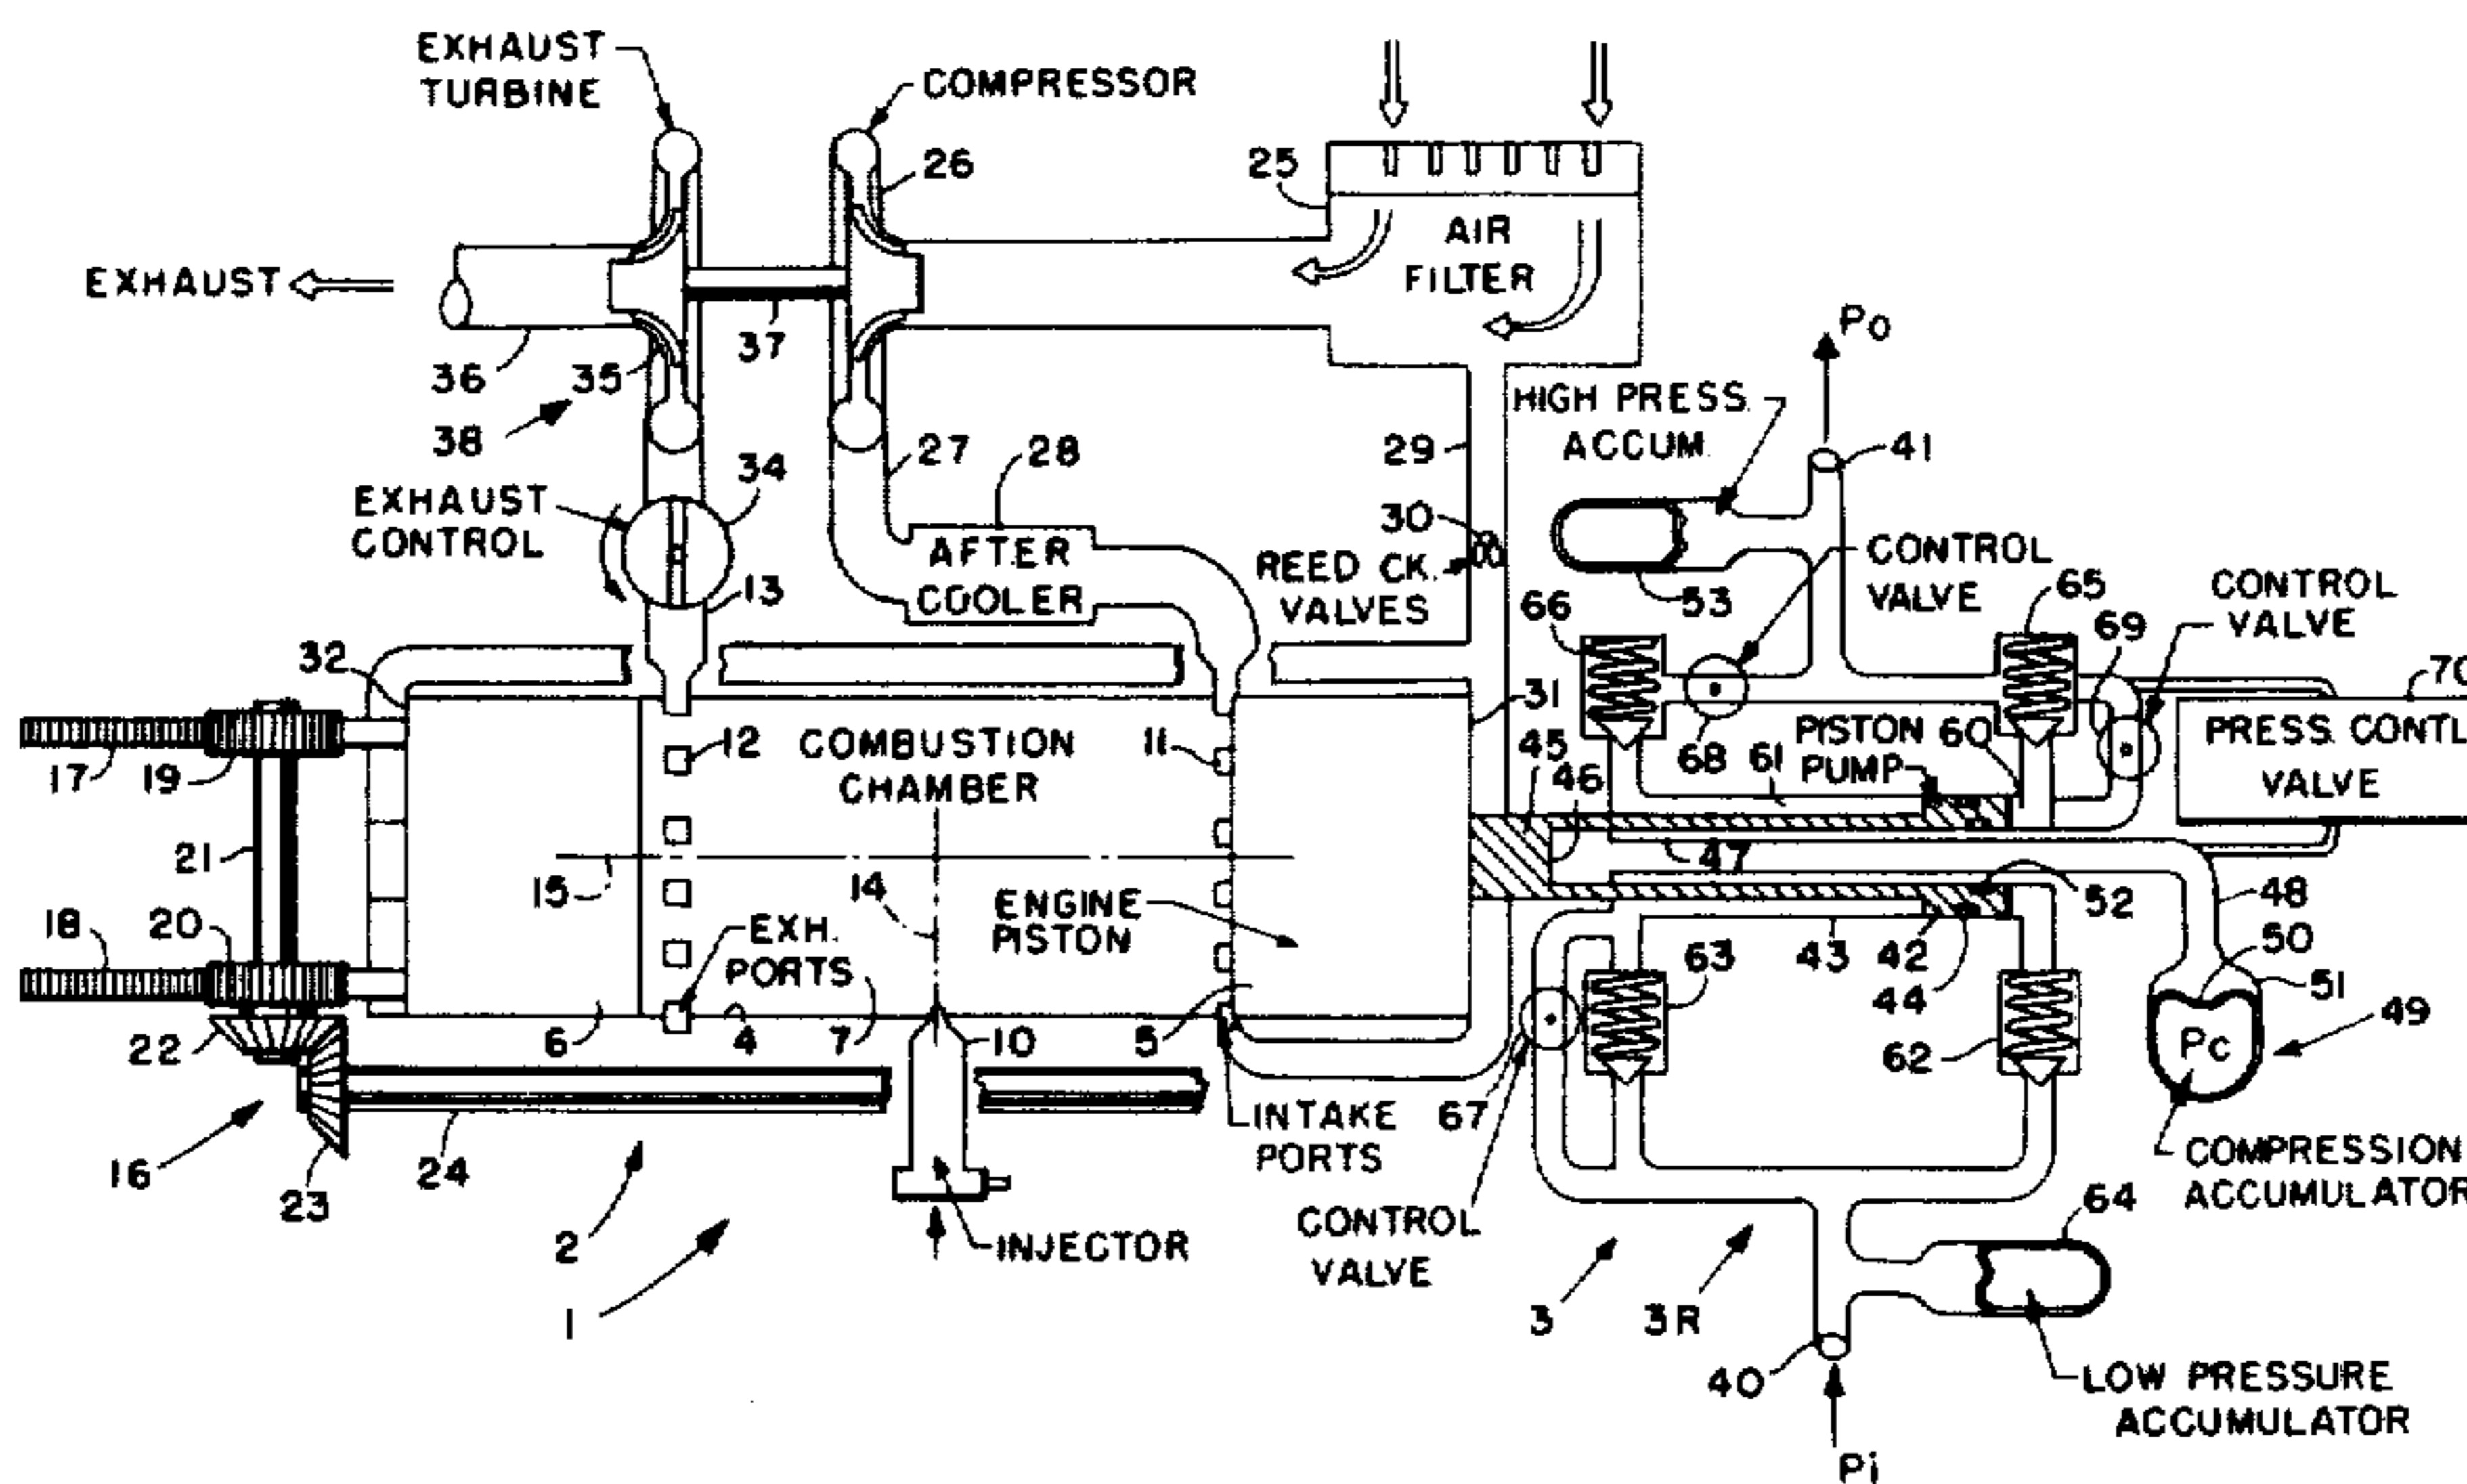 EXHAUST
TURBINE
COMPRESSOR
26
25
AIR
FILTER
EXHAUST
37
36
35
38
Po
HIGH PRESS.
ACCUM.
41
34
27
28
29
EXHAUST
CONTROL
30
AFTER
COOLER
REED CK.
VALVES
53
CONTROL
VALVE
13
66
65
CONTROL
VALVE
69
70
32
31
17
19
12
COMBUSTION
CHAMBER
11
45
46
68
61
PISTON
PUMP
60
PRESS. CONTL
VALVE
21
15
14
47
18
20
ENGINE
PISTON
EXH.
PORTS
52
48
50
63
43
42
44
51
49
22
6
4
7
10
5
62
Pc
16
23
24
INTAKE
PORTS
67
COMPRESSION
ACCUMULATOR
2
INJECTOR
CONTROL
VALVE
64
1
3
3R
40
LOW PRESSURE
ACCUMULATOR
Pi